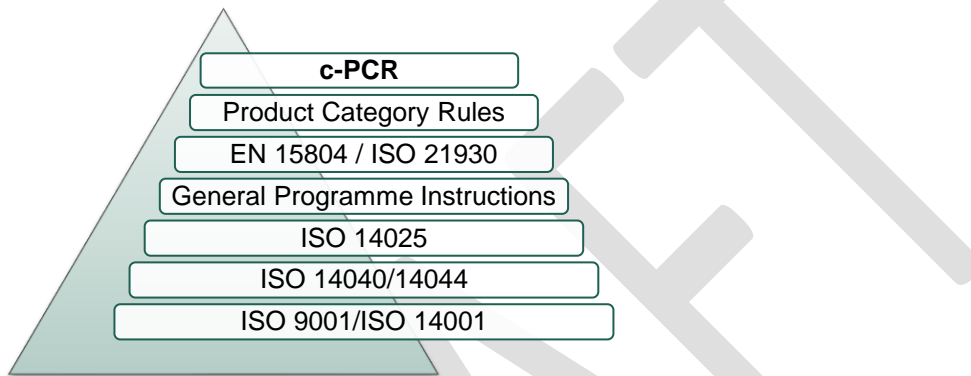 c-PCR
Product Category Rules
EN 15804 / ISO 21930
General Programme Instructions
ISO 14025
ISO 14040/14044
ISO 9001/ISO 14001